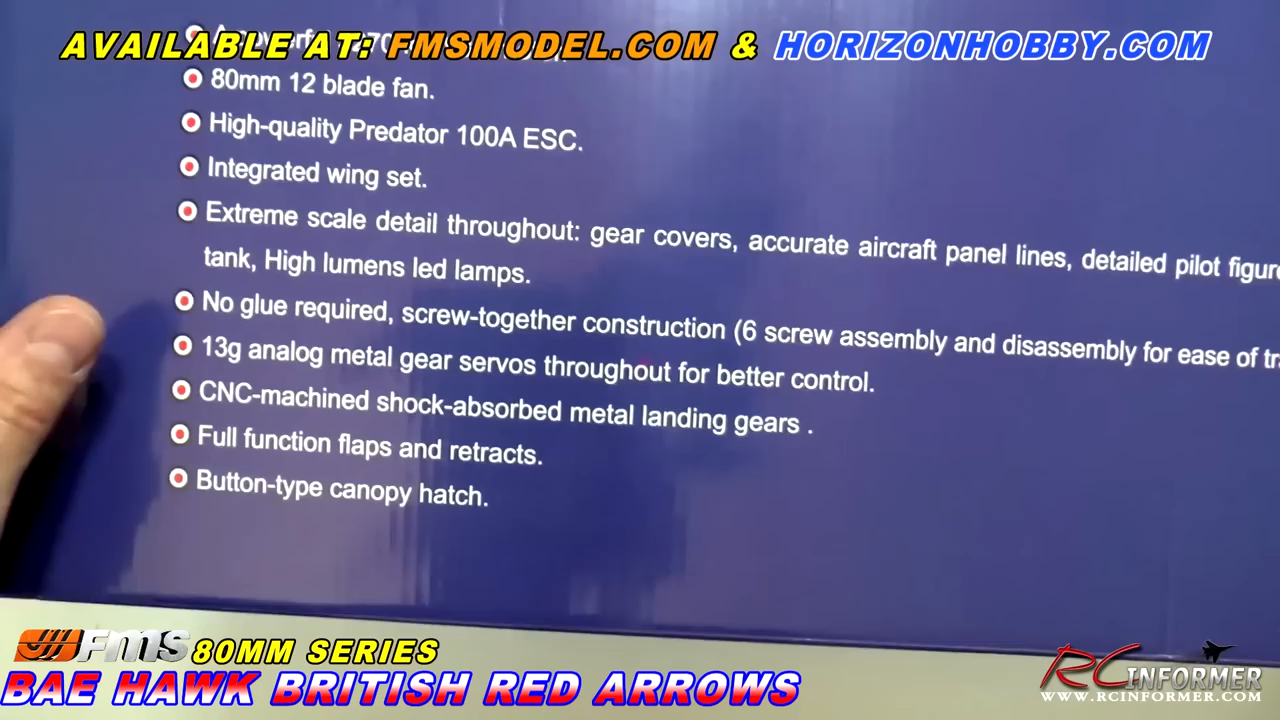 AVAILABLE AT: FMSMODEL.COM & HORIZONHOBBY.COM
80mm 12 blade fan.
High-quality Predator 100A ESC.
Integrated wing set.
Extreme scale detail throughout: gear covers, accurate aircraft panel lines, detailed pilot figure
tank, High lumens led lamps.
No glue required, screw-together construction (6 screw assembly and disassembly for ease of
13g analog metal gear servos throughout for better control.
CNC-machined shock-absorbed metal landing gears .
Full function flaps and retracts.
Button-type canopy hatch.
FMS 80MM SERIES
BAE HAWK BRITISH RED ARROWS
RC INFORMER
WWW.RCINFORMER.COM